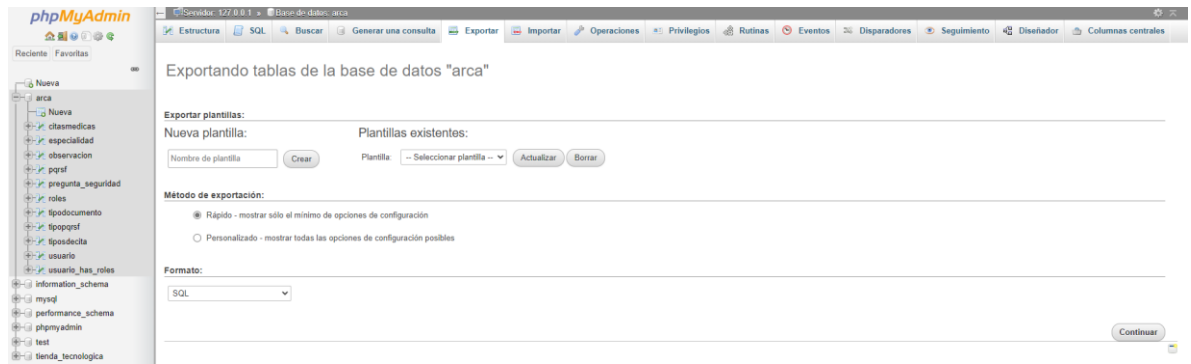 phpMyAdmin
Reciente Favoritas
Nueva
arca
Nueva
citasmedicas
especialidad
observacion
pqrsf
pregunta_seguridad
roles
tipodocumento
tipopqrsf
tiposdecita
usuario
usuario_has_roles
information_schema
mysql
performance_schema
phpmyadmin
test
tienda_tecnologica
Servidor: 127.0.0.1 » Base de datos: arca
Estructura SQL Buscar Generar una consulta Exportar Importar Operaciones Privilegios Rutinas Eventos Disparadores Seguimiento Diseñador Columnas centrales
Exportando tablas de la base de datos "arca"
Exportar plantillas:
Nueva plantilla: Plantillas existentes:
Nombre de plantilla Crear Plantilla: -- Seleccionar plantilla -- Actualizar Borrar
Método de exportación:
Rápido - mostrar sólo el mínimo de opciones de configuración
Personalizado - mostrar todas las opciones de configuración posibles
Formato:
SQL
Continuar